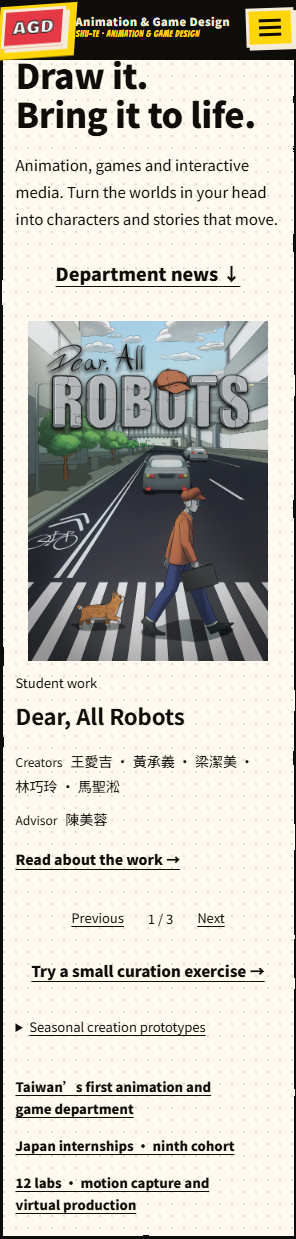 AGD
Animation & Game Design
SHU-TE · ANIMATION & GAME DESIGN
Draw it.
Bring it to life.
Animation, games and interactive
media. Turn the worlds in your head
into characters and stories that move.
Department news ↓
Dear, All
ROBOTS
Student work
Dear, All Robots
Creators 王愛吉 · 黃承義 · 梁潔美 ·
林巧玲 · 馬聖淞
Advisor 陳美蓉
Read about the work →
Previous 1 / 3 Next
Try a small curation exercise →
▶ Seasonal creation prototypes
Taiwan’s first animation and
game department
Japan internships · ninth cohort
12 labs · motion capture and
virtual production